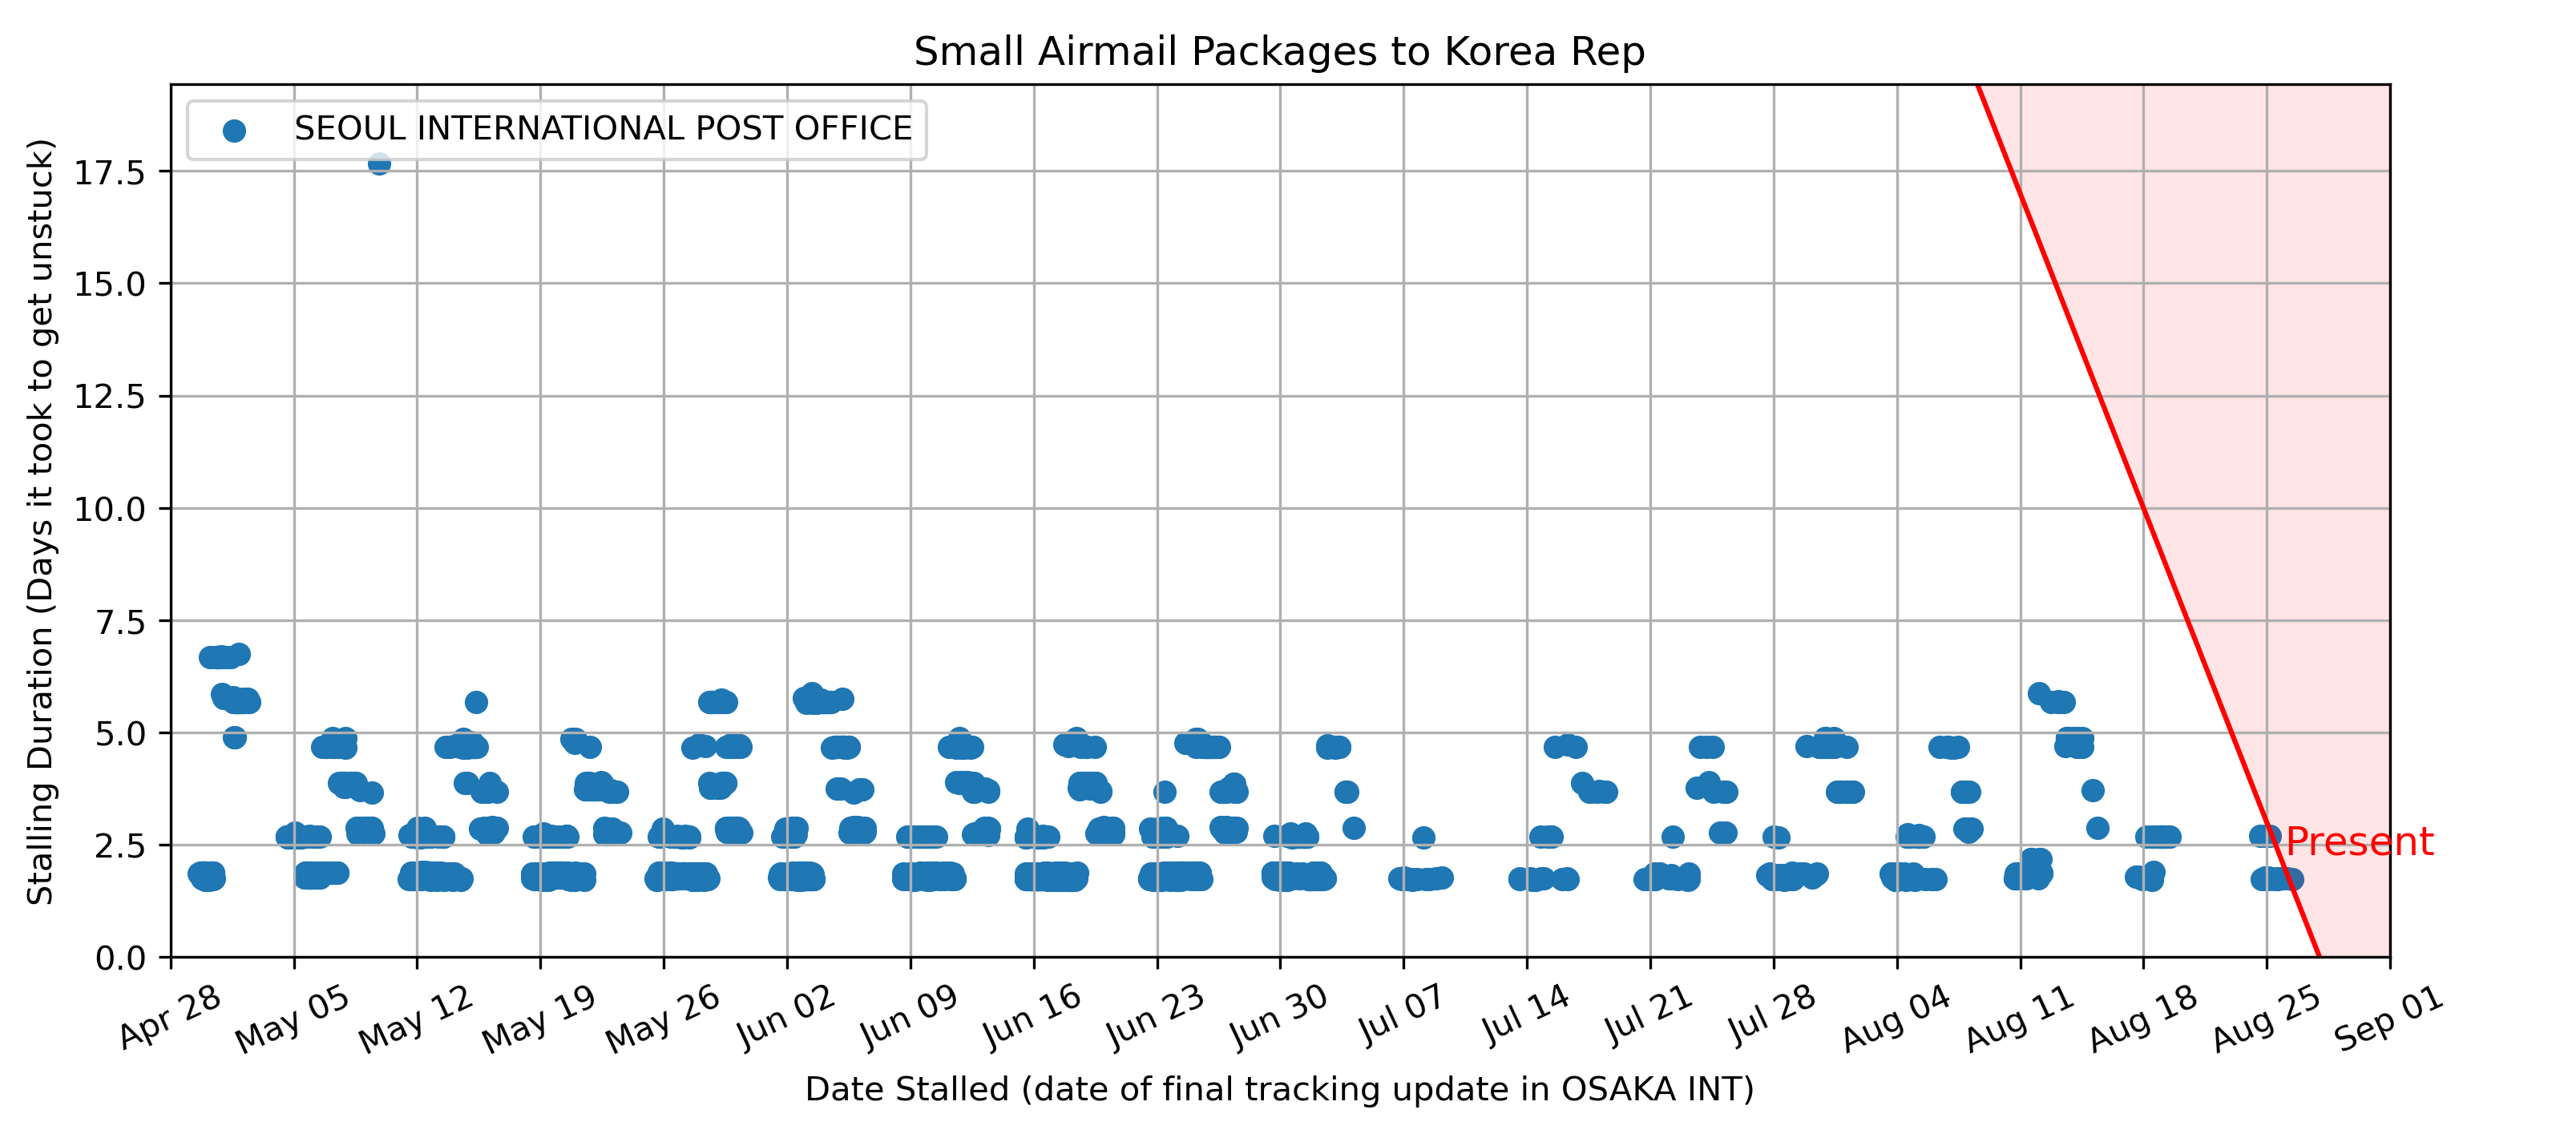 Small Airmail Packages to Korea Rep
SEOUL INTERNATIONAL POST OFFICE
Stalling Duration (Days it took to get unstuck)
17.5
15.0
12.5
10.0
7.5
5.0
2.5
0.0
Present
Apr 28
May 05
May 12
May 19
May 26
Jun 02
Jun 09
Jun 16
Jun 23
Jun 30
Jul 07
Jul 14
Jul 21
Jul 28
Aug 04
Aug 11
Aug 18
Aug 25
Sep 01
Date Stalled (date of final tracking update in OSAKA INT)